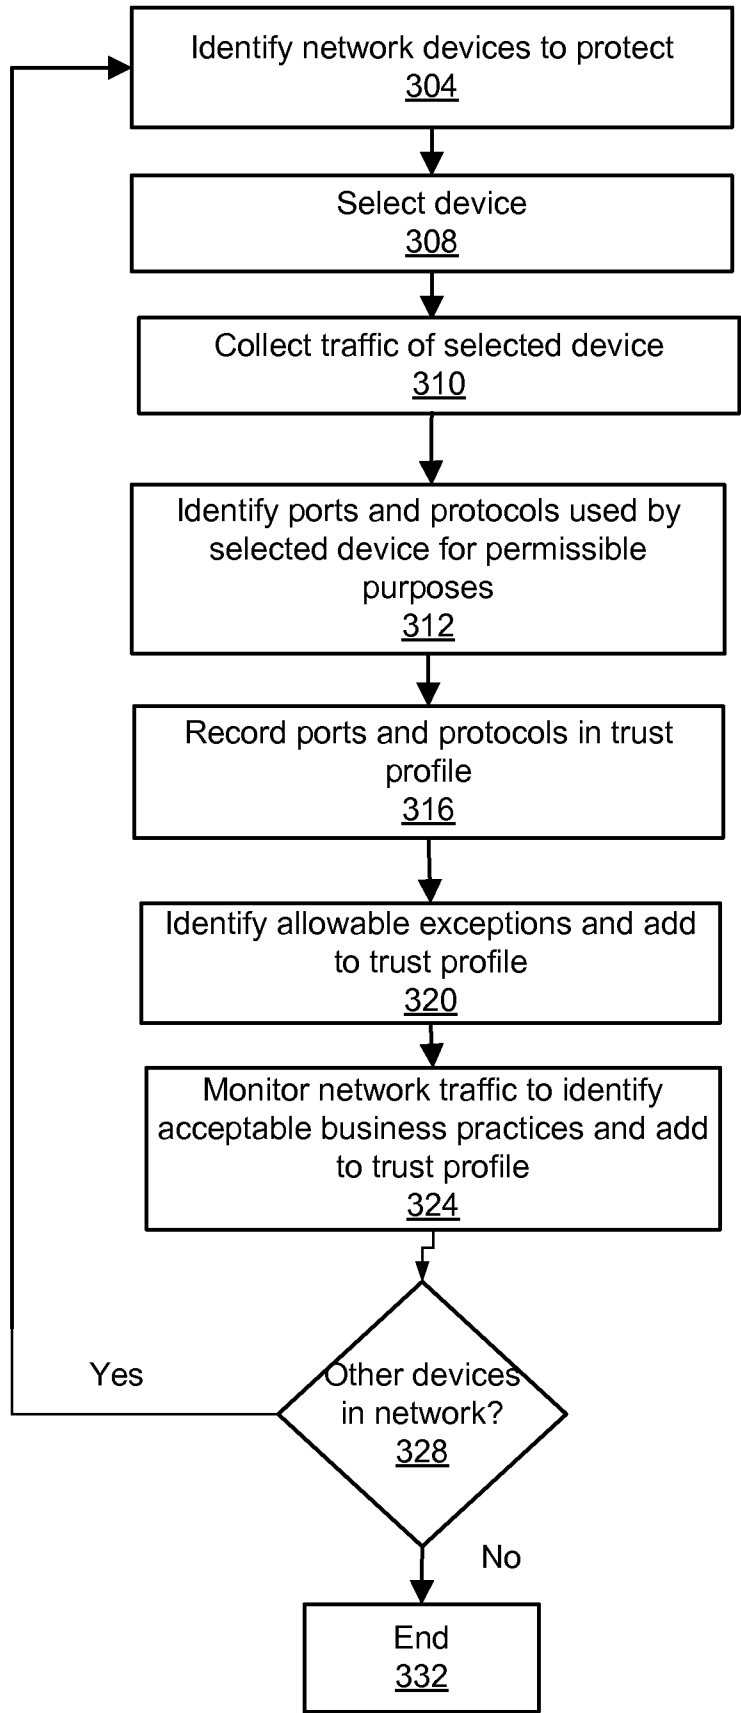 Identify network devices to protect
304
Select device
308
Collect traffic of selected device
310
Identify ports and protocols used by
selected device for permissible
purposes
312
Record ports and protocols in trust
profile
316
Identify allowable exceptions and add
to trust profile
320
Monitor network traffic to identify
acceptable business practices and add
to trust profile
324
Yes
Other devices
in network?
328
No
End
332